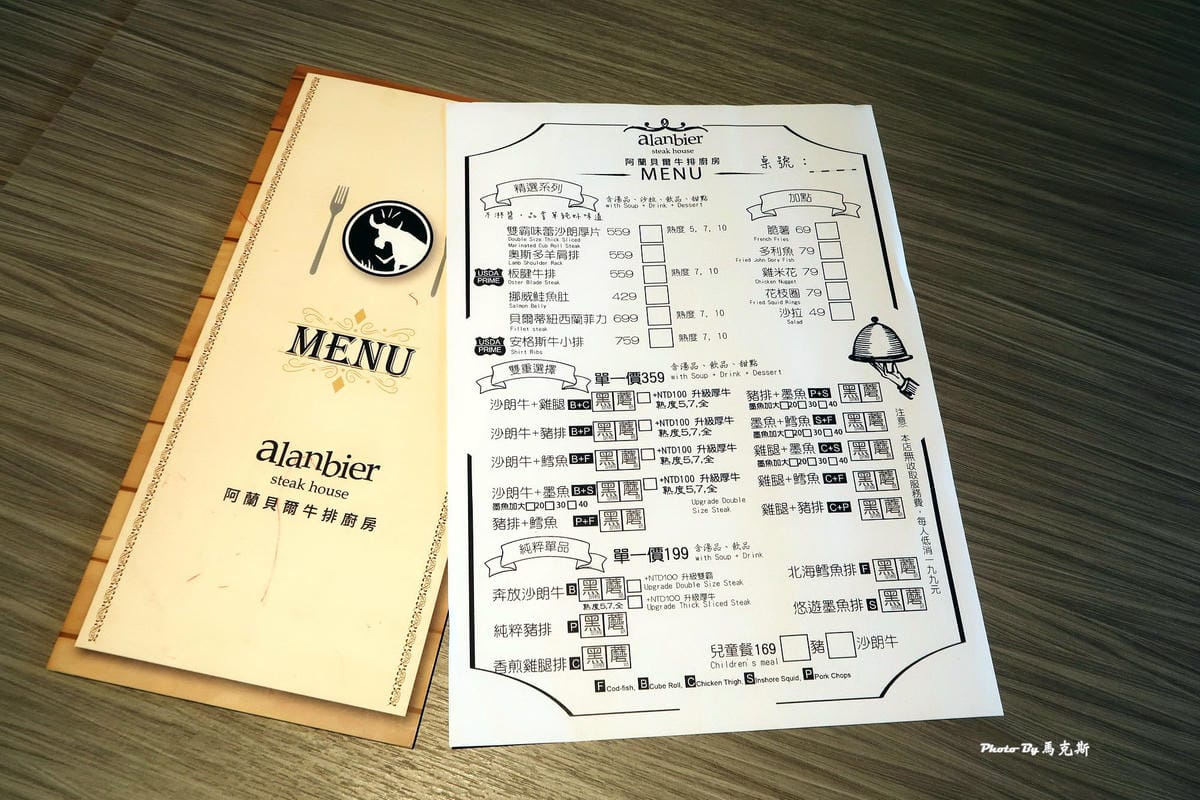 MENU
alanbier
steak house
阿蘭貝爾牛排廚房
alanbier
steak house
阿蘭貝爾牛排廚房
MENU
桌號：
精選系列
含湯品、沙拉、飲品、甜點
with Soup + Drink + Dessert
不淋醬，品嘗單純好味道
雙霸味蕾沙朗厚片 559 熟度 5, 7, 10
Double Size Thick Sliced
Marinated Cub Roll Steak
奧斯多羊肩排 559
Lamb Shoulder Rack
USDA PRIME 板腱牛排 559 熟度 7, 10
Oster Blade Steak
挪威鮭魚肚 429
Salmon Belly
貝爾蒂紐西蘭菲力 699 熟度 7, 10
Fillet steak
USDA PRIME 安格斯牛小排 759 熟度 7, 10
Shirt Ribs
加點
脆薯 69
French Fries
多利魚 79
Fried John Dory Fish
雞米花 79
Chicken Nugget
花枝圈 79
Fried Squid Rings
沙拉 49
Salad
雙重選擇 單一價359 含湯品、飲品、甜點
with Soup + Drink + Dessert
沙朗牛+雞腿 B+C 黑 蘑 +NTD100 升級厚牛
熟度5,7,全
沙朗牛+豬排 B+P 黑 蘑 +NTD100 升級厚牛
熟度5,7,全
沙朗牛+鱈魚 B+F 黑 蘑 +NTD100 升級厚牛
熟度5,7,全
沙朗牛+墨魚 B+S 黑 蘑 +NTD100 升級厚牛
墨魚加大 20 30 40 熟度5,7,全
Upgrade Double
Size Steak
豬排+鱈魚 P+F 黑 蘑
豬排+墨魚 P+S 黑 蘑
墨魚加大 20 30 40
墨魚+鱈魚 S+F 黑 蘑
墨魚加大 20 30 40
雞腿+墨魚 C+S 黑 蘑
墨魚加大 20 30 40
雞腿+鱈魚 C+F 黑 蘑
雞腿+豬排 C+P 黑 蘑
注意 本店無收取服務費，每人低消一九九元
純粹單品 單一價199 含湯品、飲品
with Soup + Drink
奔放沙朗牛 B 黑 蘑 +NTD100 升級雙霸
Upgrade Double Size Steak
熟度5,7,全 +NTD100 升級厚牛
Upgrade Thick Sliced Steak
純粹豬排 P 黑 蘑
香煎雞腿排 C 黑 蘑
北海鱈魚排 F 黑 蘑
悠遊墨魚排 S 黑 蘑
兒童餐169 豬 沙朗牛
Children's meal
F Cod-fish, B Cube Roll, C Chicken Thigh, S Inshore Squid, P Pork Chops
Photo By 馬克斯